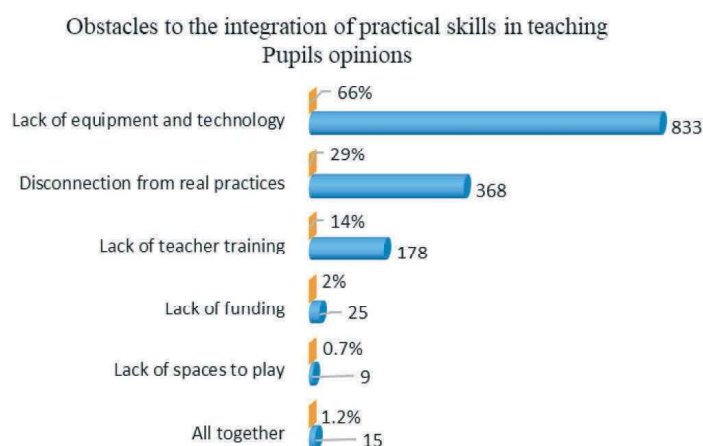 Obstacles to the integration of practical skills in teaching
Pupils opinions
66%
Lack of equipment and technology
833
29%
Disconnection from real practices
368
14%
Lack of teacher training
178
2%
Lack of funding
25
0.7%
Lack of spaces to play
9
1.2%
All together
15